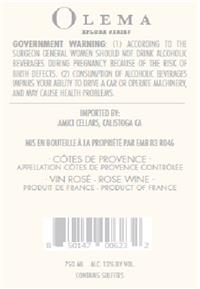 OLEMA
XPLORE SERIES
GOVERNMENT WARNING: (1) ACCORDING TO THE
SURGEON GENERAL WOMEN SHOULD NOT DRINK ALCOHOLIC
BEVERAGES DURING PREGNANCY BECAUSE OF THE RISK OF
BIRTH DEFECTS. (2) CONSUMPTION OF ALCOHOLIC BEVERAGES
IMPAIRS YOUR ABILITY TO DRIVE A CAR OR OPERATE MACHINERY,
AND MAY CAUSE HEALTH PROBLEMS.
IMPORTED BY:
AMICI CELLARS, CALISTOGA CA
MIS EN BOUTEILLE À LA PROPRIÉTÉ PAR EMB 83 R046
· CÔTES DE PROVENCE ·
APPELLATION CÔTES DE PROVENCE CONTRÔLÉE
· VIN ROSÉ - ROSE WINE ·
PRODUIT DE FRANCE - PRODUCT OF FRANCE
8 50147 00623 2
750 ML ALC. 13% BY VOL.
CONTAINS SULFITES